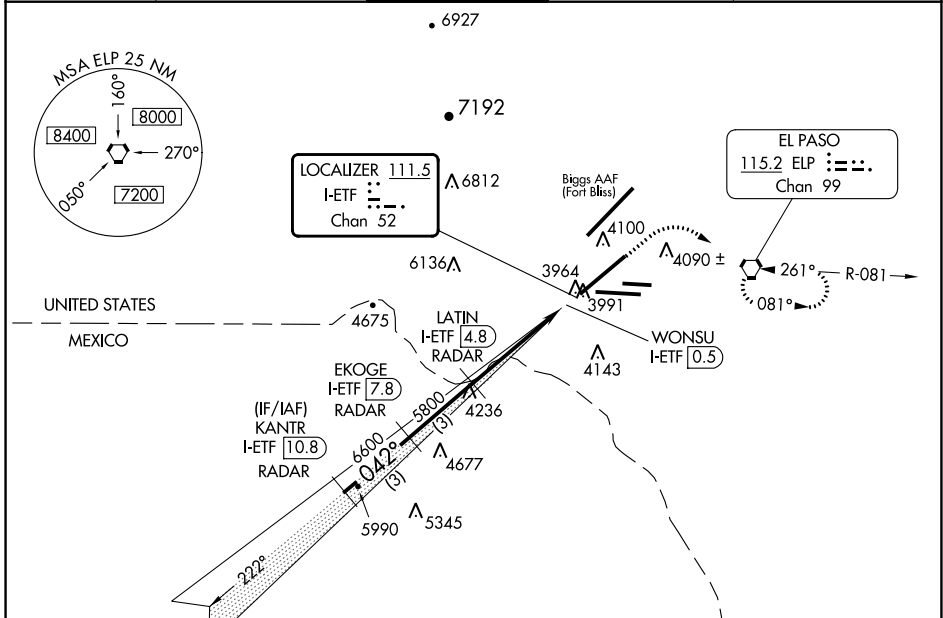 6927
MSA ELP 25 NM
160°
8000
8400
270°
050°
7200
7192
LOCALIZER 111.5
I-ETF
Chan 52
6812
Biggs AAF
(Fort Bliss)
EL PASO
115.2 ELP
Chan 99
4100
4090 ±
6136
3964
3991
261°
R-081
081°
UNITED STATES
MEXICO
4675
LATIN
I-ETF 4.8
RADAR
WONSU
I-ETF 0.5
4143
EKOGE
I-ETF 7.8
RADAR
5800
(3)
4236
(IF/IAF)
KANTR
I-ETF 10.8
RADAR
6600
042°
(3)
4677
5990
5345
222°